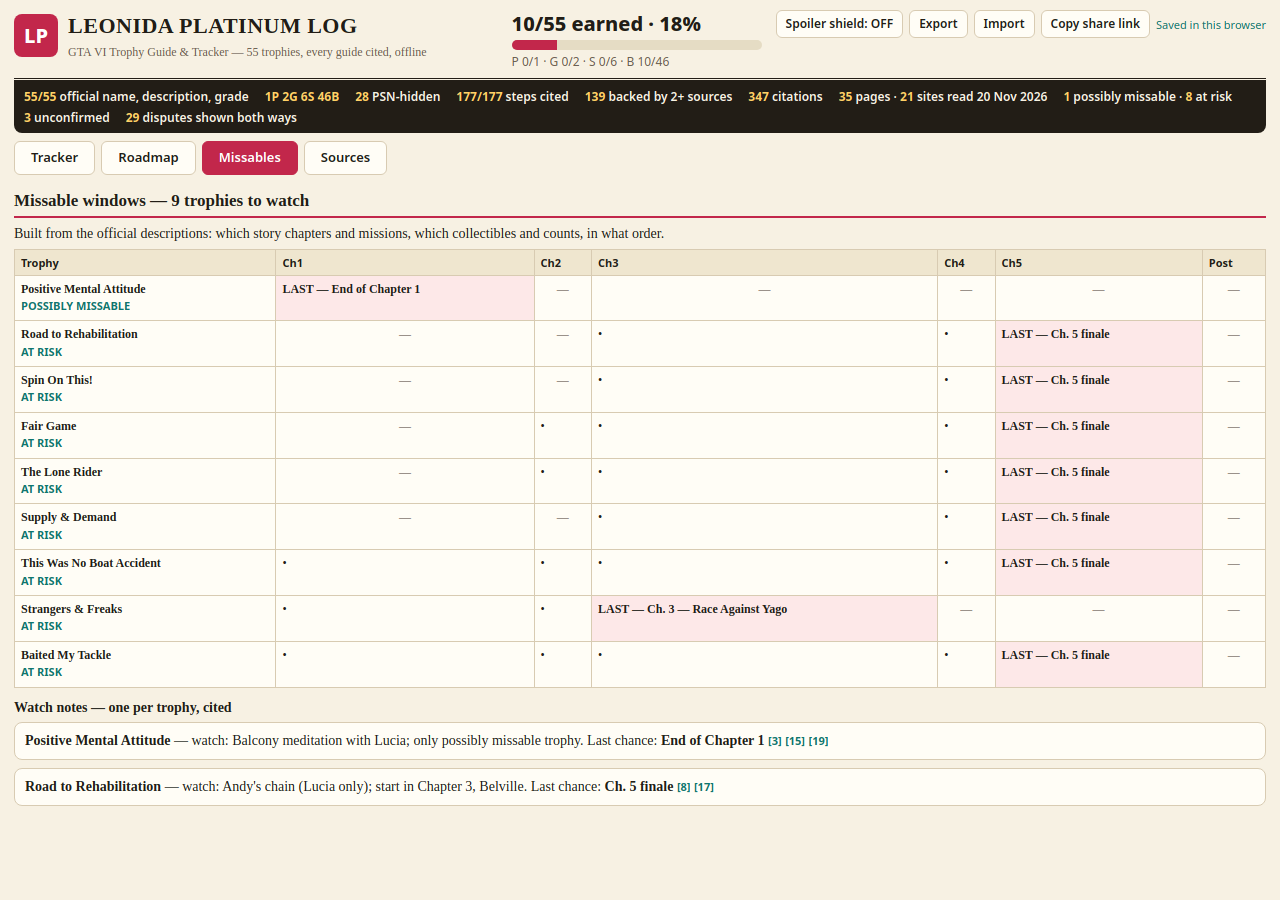 LP
LEONIDA PLATINUM LOG
GTA VI Trophy Guide & Tracker — 55 trophies, every guide cited, offline
10/55 earned · 18%
P 0/1 · G 0/2 · S 0/6 · B 10/46
Spoiler shield: OFF
Export
Import
Copy share link
Saved in this browser
55/55 official name, description, grade 1P 2G 6S 46B 28 PSN-hidden 177/177 steps cited 139 backed by 2+ sources 347 citations 35 pages · 21 sites read 20 Nov 2026 1 possibly missable · 8 at risk
3 unconfirmed 29 disputes shown both ways
Tracker Roadmap Missables Sources
Missable windows — 9 trophies to watch
Built from the official descriptions: which story chapters and missions, which collectibles and counts, in what order.
Trophy Ch1 Ch2 Ch3 Ch4 Ch5 Post
Positive Mental Attitude LAST — End of Chapter 1 — — — — —
POSSIBLY MISSABLE
Road to Rehabilitation — — • • LAST — Ch. 5 finale —
AT RISK
Spin On This! — — • • LAST — Ch. 5 finale —
AT RISK
Fair Game — • • • LAST — Ch. 5 finale —
AT RISK
The Lone Rider — • • • LAST — Ch. 5 finale —
AT RISK
Supply & Demand — — • • LAST — Ch. 5 finale —
AT RISK
This Was No Boat Accident • • • • LAST — Ch. 5 finale —
AT RISK
Strangers & Freaks • • LAST — Ch. 3 — Race Against Yago — — —
AT RISK
Baited My Tackle • • • • LAST — Ch. 5 finale —
AT RISK
Watch notes — one per trophy, cited
Positive Mental Attitude — watch: Balcony meditation with Lucia; only possibly missable trophy. Last chance: End of Chapter 1 [3] [15] [19]
Road to Rehabilitation — watch: Andy's chain (Lucia only); start in Chapter 3, Belville. Last chance: Ch. 5 finale [8] [17]